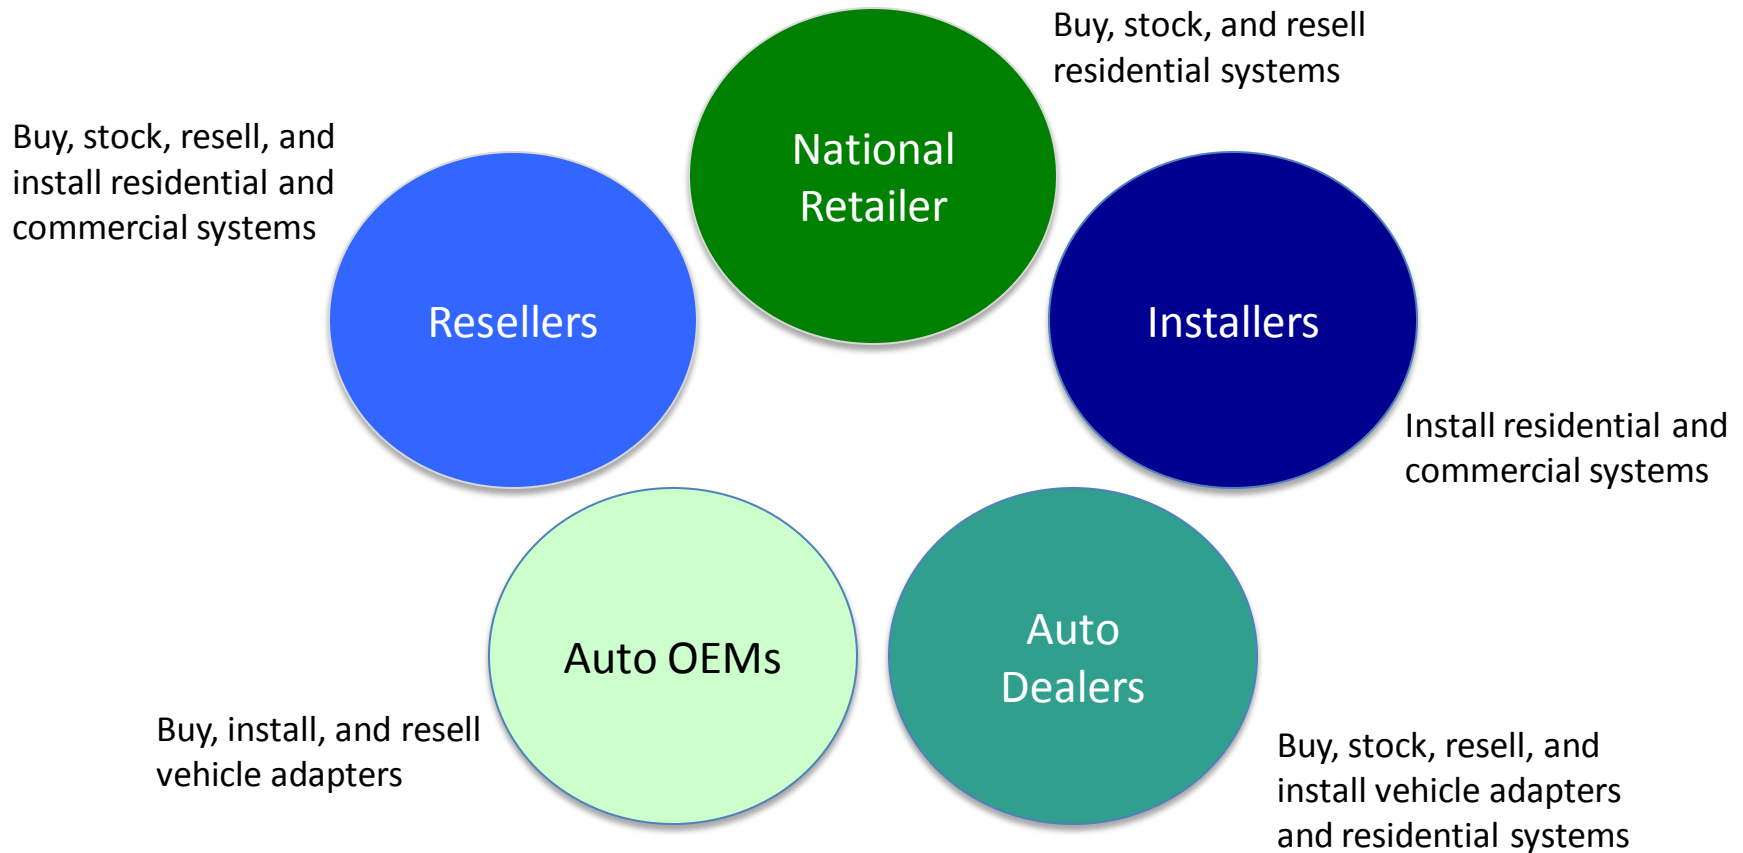 Buy, stock, and resell
residential systems
National
Retailer
Buy, stock, resell, and
install residential and
commercial systems
Resellers
Installers
Install residential and
commercial systems
Auto OEMs
Auto
Dealers
Buy, install, and resell
vehicle adapters
Buy, stock, resell, and
install vehicle adapters
and residential systems